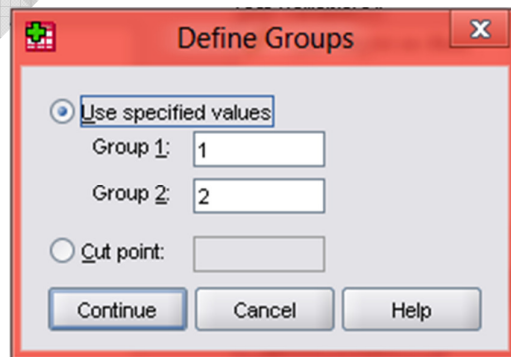 Define Groups
Use specified values
Group 1: 1
Group 2: 2
Cut point:
Continue Cancel Help